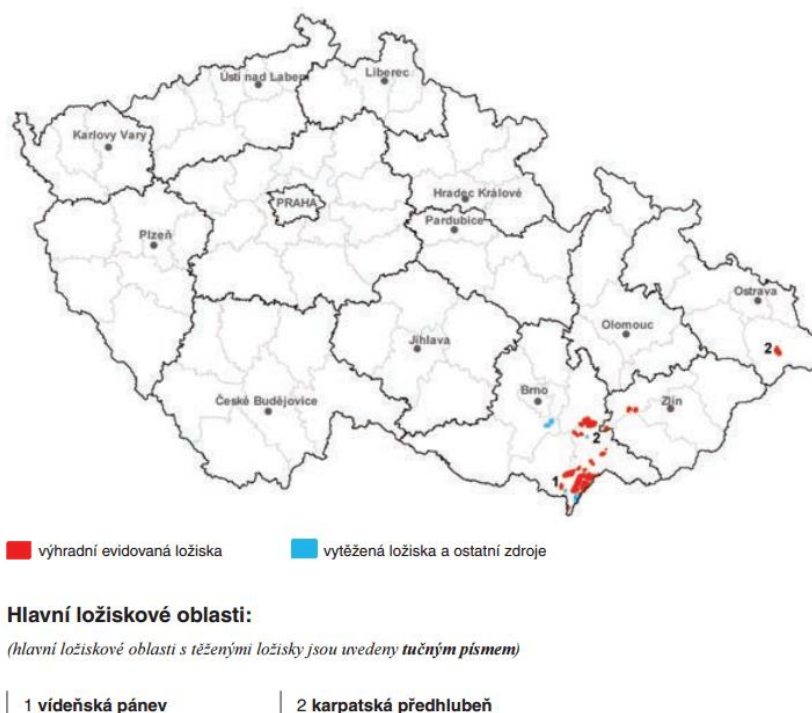 Ústí nad Labem
Liberec
Karlovy Vary
Hradec Králové
PRAHA
Pardubice
Plzeň
Ostrava
Olomouc
Jihlava
2
Brno
Zlín
České Budějovice
2
1
výhradní evidovaná ložiska
vytěžená ložiska a ostatní zdroje
Hlavní ložiskové oblasti:
(hlavní ložiskové oblasti s těženými ložisky jsou uvedeny tučným písmem)
1 vídeňská pánev
2 karpatská předhlubeň